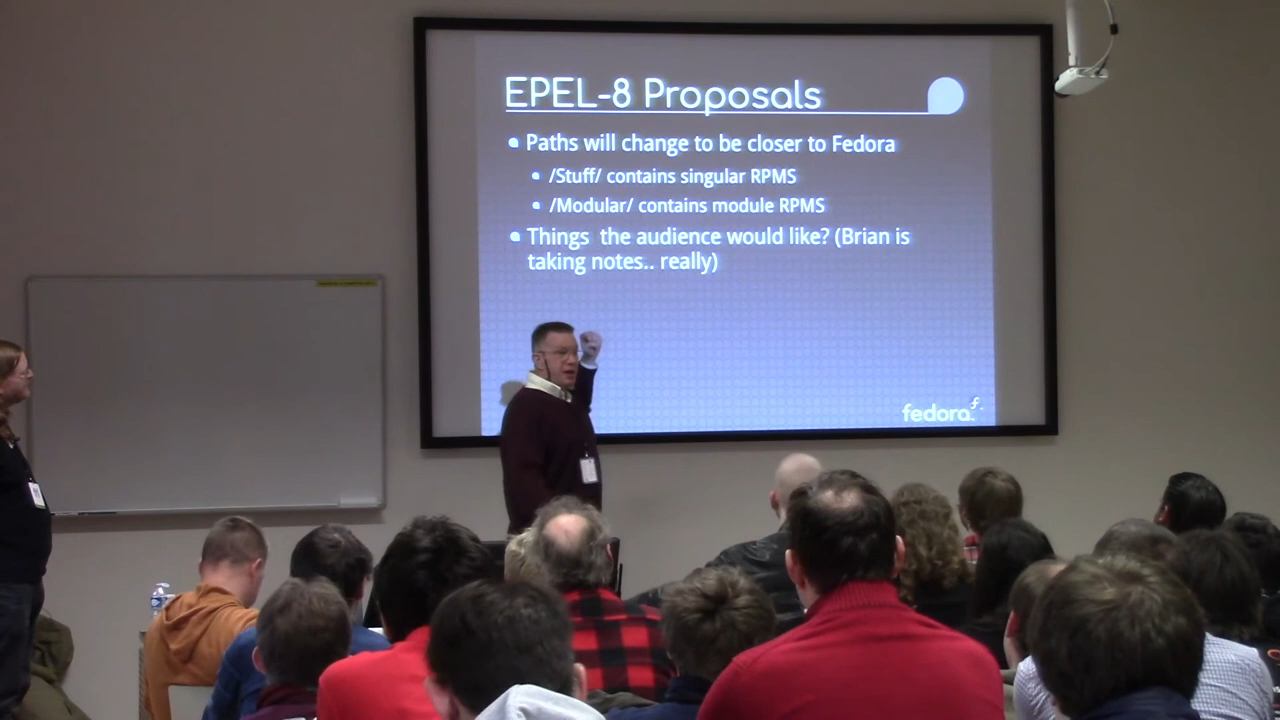 EPEL-8 Proposals
Paths will change to be closer to Fedora
/Stuff/ contains singular RPMS
/Modular/ contains module RPMS
Things the audience would like? (Brian is
taking notes.. really)
fedora